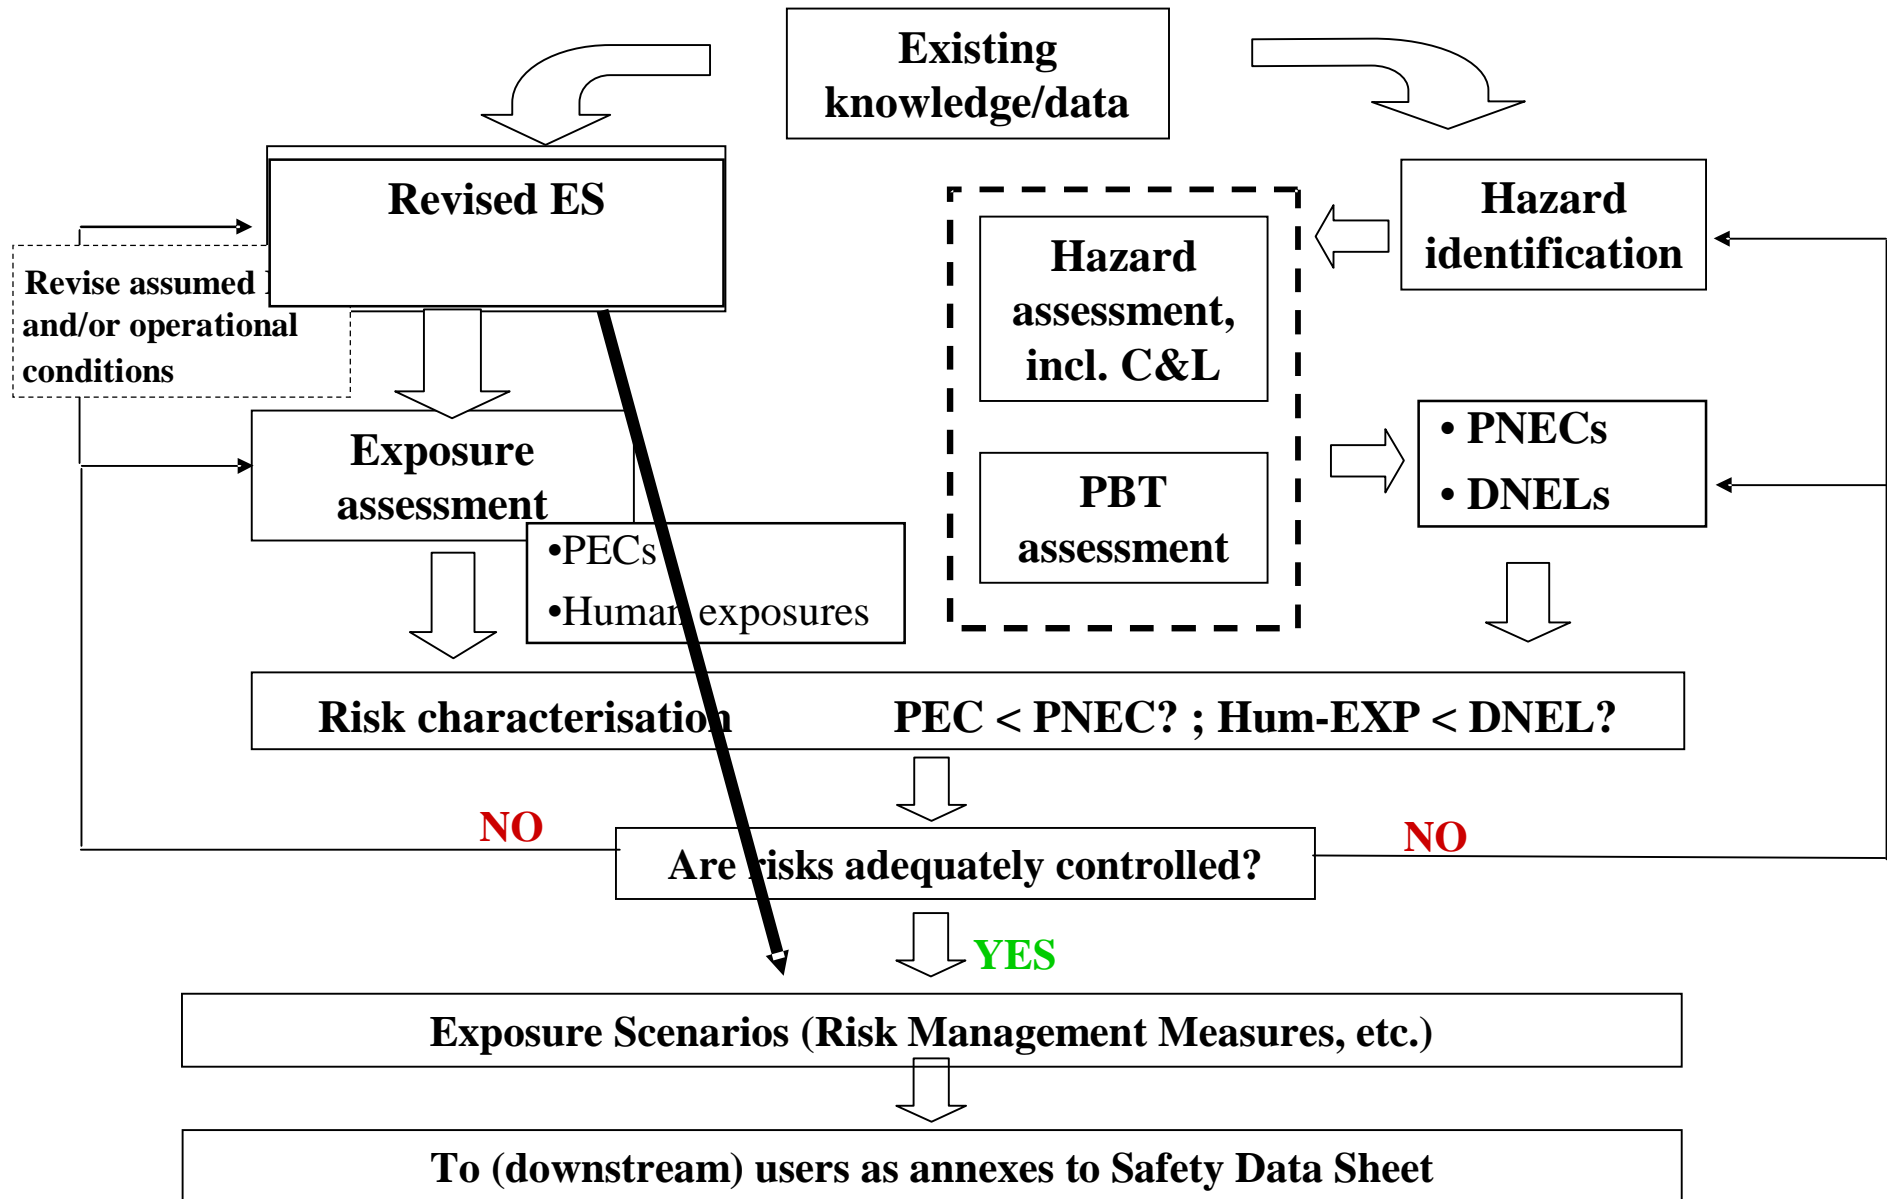 Existing
knowledge/data
Revised ES
Hazard
identification
Revise assumed
and/or operational
conditions
Hazard
assessment,
incl. C&L
Exposure
assessment
• PNECs
• DNELs
PBT
assessment
•PECs
•Human exposures
Risk characterisation PEC < PNEC? ; Hum-EXP < DNEL?
NO
NO
Are risks adequately controlled?
YES
Exposure Scenarios (Risk Management Measures, etc.)
To (downstream) users as annexes to Safety Data Sheet